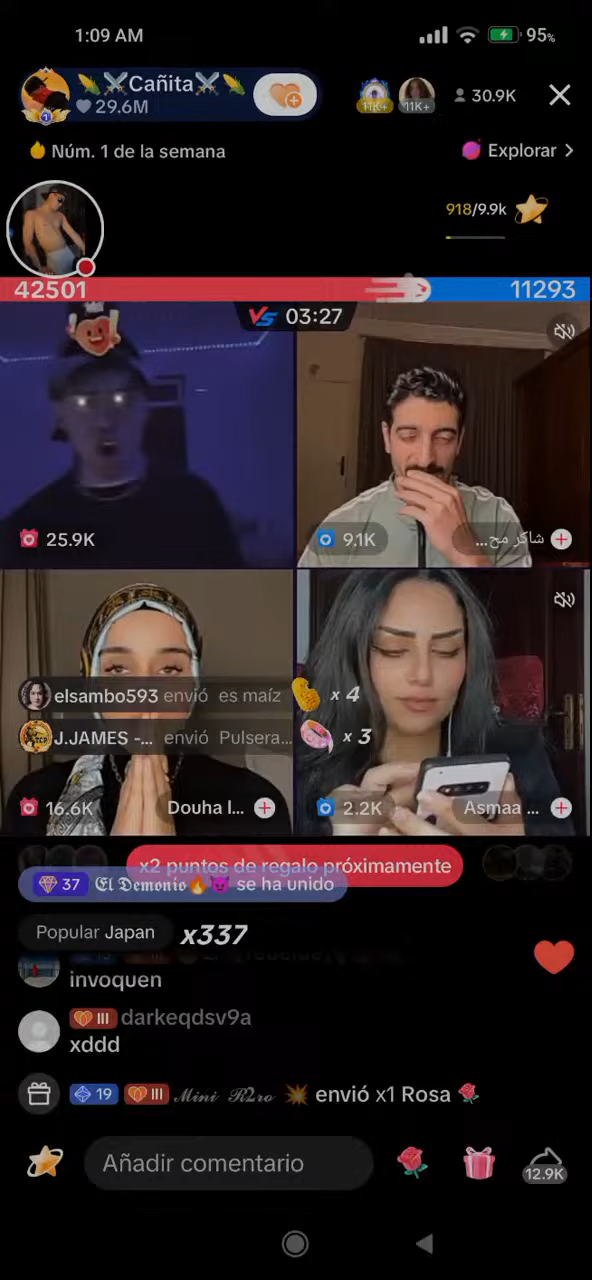 1:09 AM
95%
🌽⚔Cañita⚔🌽
29.6M
11K+
11K+
30.9K
Núm. 1 de la semana
Explorar
918/9.9k
42501
11293
VS 03:27
25.9K
9.1K
شاكر مح...
elsambo593 envió es maíz x 4
J.JAMES -... envió Pulsera... x 3
16.6K
Douha I...
2.2K
Asmaa ...
x2 puntos de regalo próximamente
37 𝕰𝖑 𝕯𝖊𝖒𝖔𝖓𝖎𝖔🔥😈 se ha unido
Popular Japan x337
invoquen
III darkeqdsv9a
xddd
19 III 𝓜𝓲𝓷𝓲 𝓡2𝓻𝓸 💥 envió x1 Rosa 🌹
Añadir comentario
12.9K